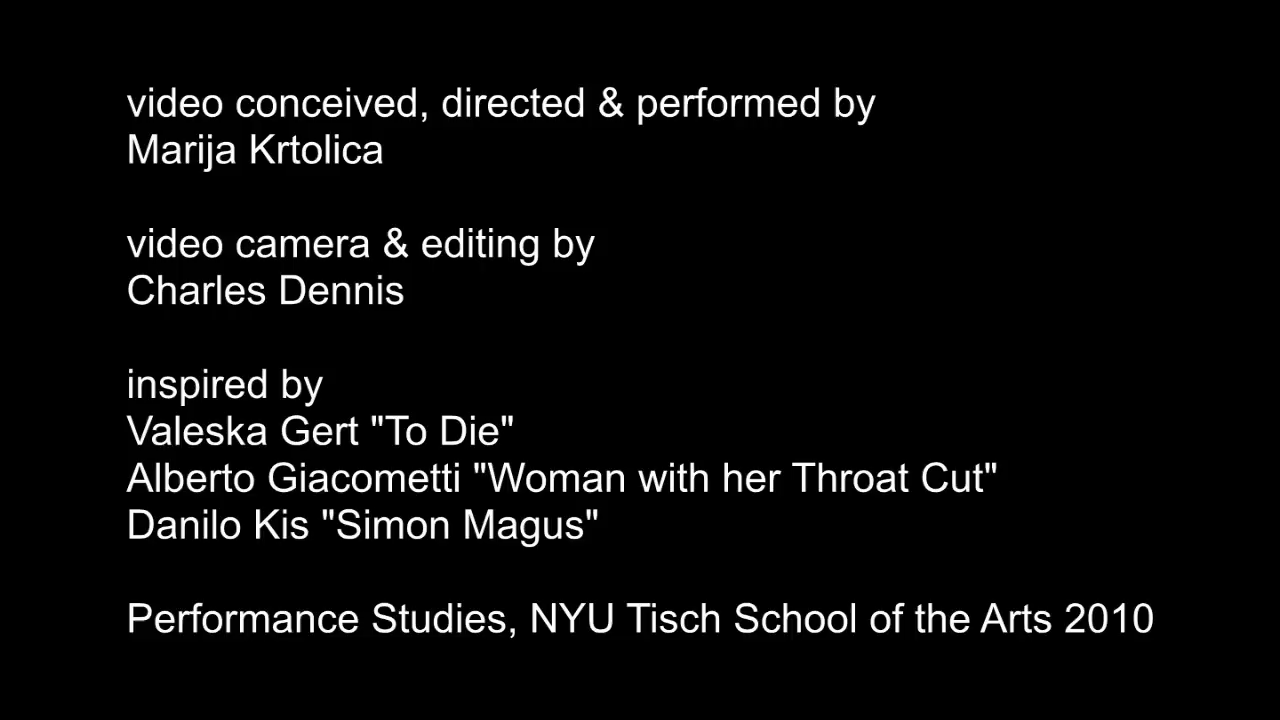 video conceived, directed & performed by
Marija Krtolica
video camera & editing by
Charles Dennis
inspired by
Valeska Gert "To Die"
Alberto Giacometti "Woman with her Throat Cut"
Danilo Kis "Simon Magus"
Performance Studies, NYU Tisch School of the Arts 2010